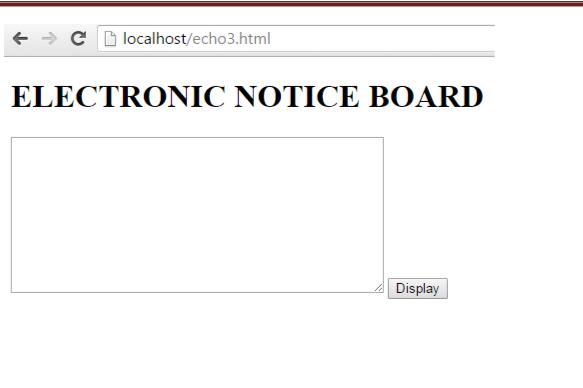 localhost/echo3.html
ELECTRONIC NOTICE BOARD
Display